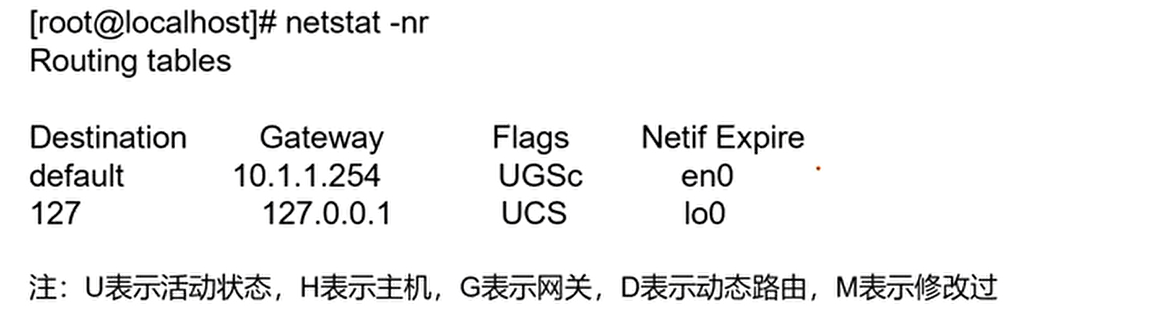 [root@localhost]# netstat -nr
Routing tables
Destination Gateway Flags Netif Expire
default 10.1.1.254 UGSc en0
127 127.0.0.1 UCS lo0
注：U表示活动状态，H表示主机，G表示网关，D表示动态路由，M表示修改过